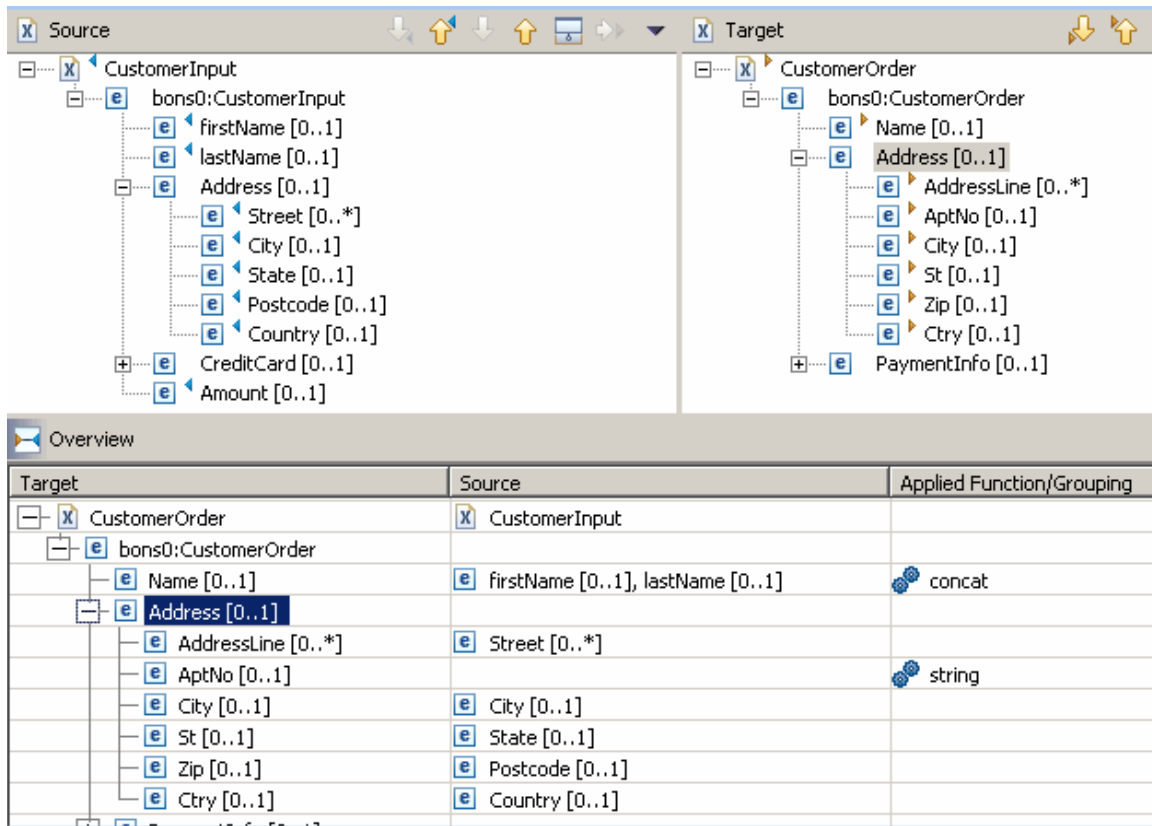 Source
CustomerInput
bons0:CustomerInput
firstName [0..1]
lastName [0..1]
Address [0..1]
Street [0..*]
City [0..1]
State [0..1]
Postcode [0..1]
Country [0..1]
CreditCard [0..1]
Amount [0..1]
Target
CustomerOrder
bons0:CustomerOrder
Name [0..1]
Address [0..1]
AddressLine [0..*]
AptNo [0..1]
City [0..1]
St [0..1]
Zip [0..1]
Ctry [0..1]
PaymentInfo [0..1]
Overview
Target Source Applied Function/Grouping
CustomerOrder CustomerInput
bons0:CustomerOrder
Name [0..1] firstName [0..1], lastName [0..1] concat
Address [0..1]
AddressLine [0..*] Street [0..*]
AptNo [0..1] string
City [0..1] City [0..1]
St [0..1] State [0..1]
Zip [0..1] Postcode [0..1]
Ctry [0..1] Country [0..1]